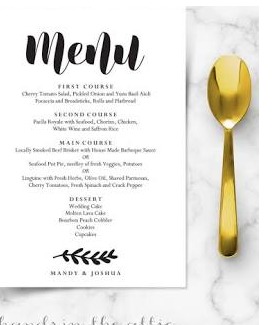 menu
FIRST COURSE
Cherry Tomato Salad, Pickled Onion and Yuzu Basil Aioli
Focaccia and Breadsticks, Rolls and Flatbread
SECOND COURSE
Paella Royale with Seafood, Chorizo, Chicken,
White Wine and Saffron Rice
MAIN COURSE
Locally Smoked Beef Brisket with House Made Barbeque Sauce
OR
Seafood Pot Pie, medley of fresh Veggies, Potatoes
OR
Linguine with Fresh Herbs, Olive Oil, Shaved Parmesan,
Cherry Tomatoes, Fresh Spinach and Crack Pepper
DESSERT
Wedding Cake
Molten Lava Cake
Bourbon Peach Cobbler
Cookies
Cupcakes
MANDY & JOSHUA
hands in the attic